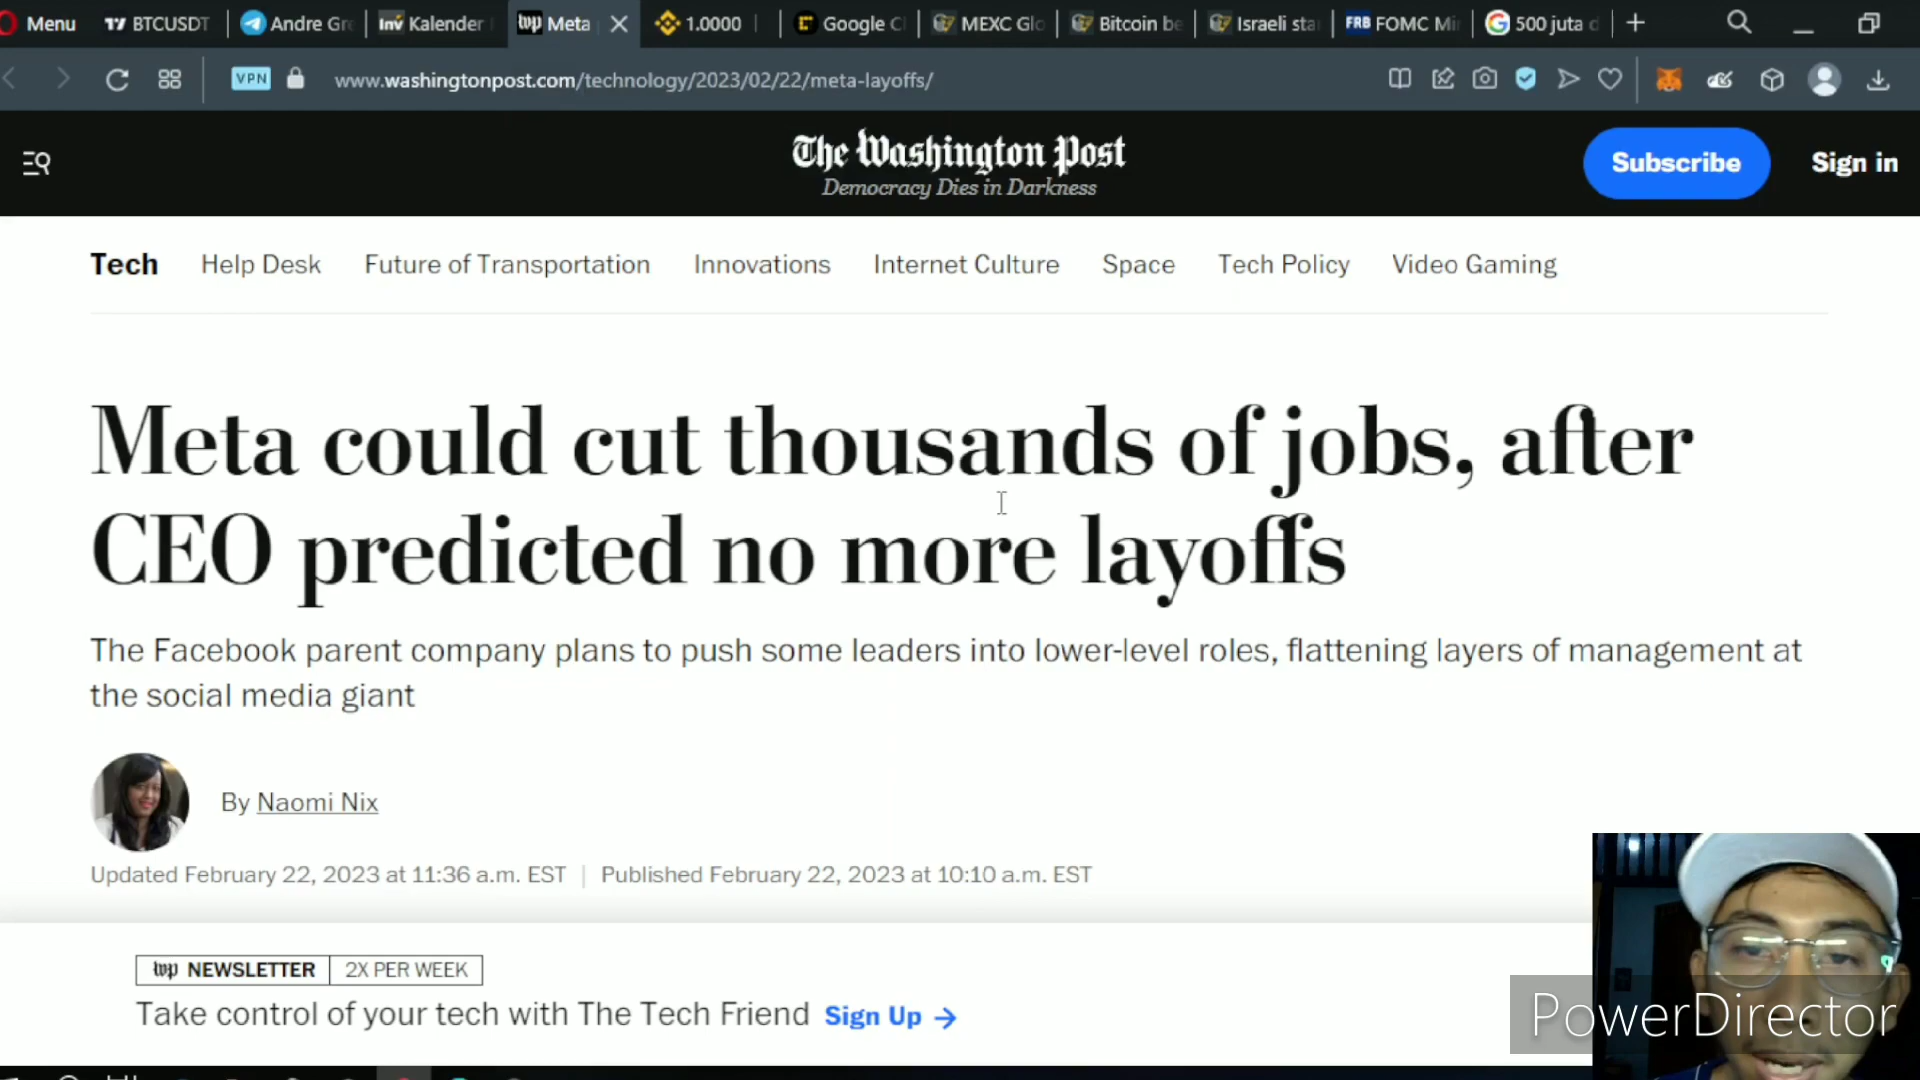 Menu
BTCUSDT
Andre Gr
Kalender
wp Meta
1.0000
Google C
MEXC Glo
Bitcoin be
Israeli sta
FRB FOMC Mi
500 juta d
VPN
www.washingtonpost.com/technology/2023/02/22/meta-layoffs/
The Washington Post
Democracy Dies in Darkness
Subscribe
Sign in
Tech
Help Desk
Future of Transportation
Innovations
Internet Culture
Space
Tech Policy
Video Gaming
Meta could cut thousands of jobs, after
CEO predicted no more layoffs
The Facebook parent company plans to push some leaders into lower-level roles, flattening layers of management at
the social media giant
By Naomi Nix
Updated February 22, 2023 at 11:36 a.m. EST | Published February 22, 2023 at 10:10 a.m. EST
wp NEWSLETTER 2X PER WEEK
Take control of your tech with The Tech Friend Sign Up →
PowerDirector